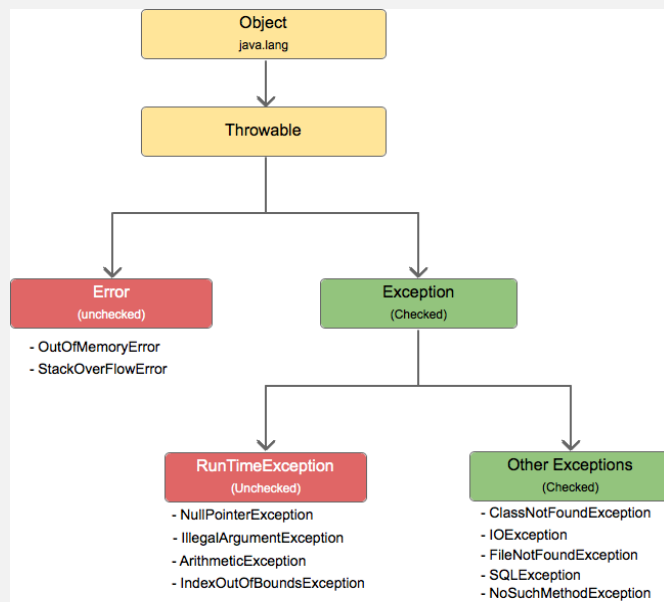 Object
java.lang
Throwable
Error
(unchecked)
- OutOfMemoryError
- StackOverFlowError
Exception
(Checked)
RunTimeException
(Unchecked)
- NullPointerException
- IllegalArgumentException
- ArithmeticException
- IndexOutOfBoundsException
Other Exceptions
(Checked)
- ClassNotFoundException
- IOException
- FileNotFoundException
- SQLException
- NoSuchMethodException